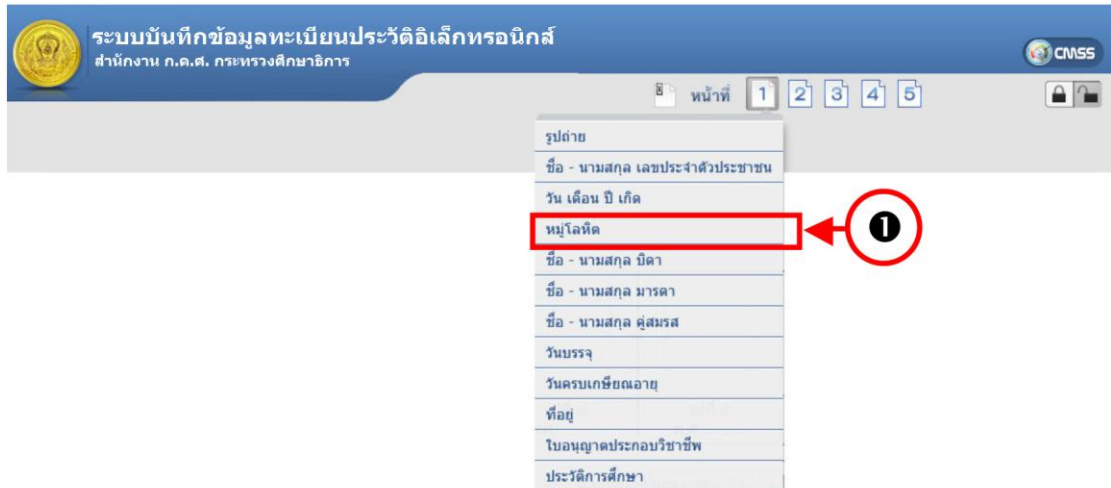 ระบบบันทึกข้อมูลทะเบียนประวัติอิเล็กทรอนิกส์
สำนักงาน ก.ค.ศ. กระทรวงศึกษาธิการ
CMSS
หน้าที่ 1 2 3 4 5
รูปถ่าย
ชื่อ - นามสกุล เลขประจำตัวประชาชน
วัน เดือน ปี เกิด
หมู่โลหิต
1
ชื่อ - นามสกุล บิดา
ชื่อ - นามสกุล มารดา
ชื่อ - นามสกุล คู่สมรส
วันบรรจุ
วันครบเกษียณอายุ
ที่อยู่
ใบอนุญาตประกอบวิชาชีพ
ประวัติการศึกษา